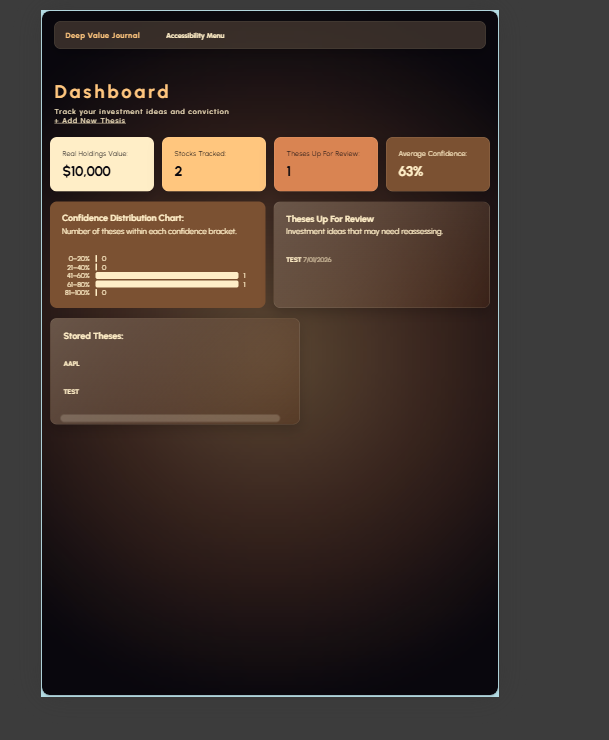 Deep Value Journal Accessibility Menu
Dashboard
Track your investment ideas and conviction
+ Add New Thesis
Real Holdings Value:
$10,000
Stocks Tracked:
2
Theses Up For Review:
1
Average Confidence:
63%
Confidence Distribution Chart:
Number of theses within each confidence bracket.
0–20% 0
21–40% 0
41–60% 1
61–80% 1
81–100% 0
Theses Up For Review
Investment ideas that may need reassessing.
TEST 7/01/2026
Stored Theses:
AAPL
TEST